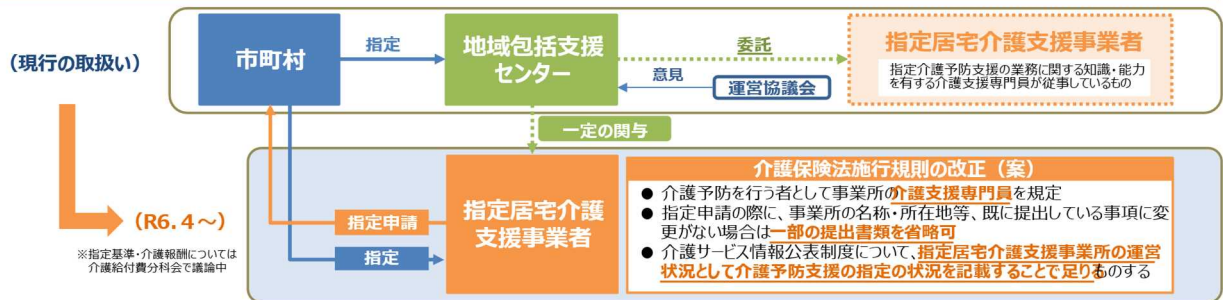 (現行の取扱い)
市町村
指定
地域包括支援
センター
委託
意見
運営協議会
指定居宅介護支援事業者
指定介護予防支援の業務に関する知識・能力
を有する介護支援専門員が従事しているもの
一定の関与
(R6.4～)
※指定基準・介護報酬については
介護給付費分科会で議論中
指定申請
指定
指定居宅介護
支援事業者
介護保険法施行規則の改正（案）
● 介護予防を行う者として事業所の介護支援専門員を規定
● 指定申請の際に、事業所の名称・所在地等、既に提出している事項に変
更がない場合は一部の提出書類を省略可
● 介護サービス情報公表制度について、指定居宅介護支援事業所の運営
状況として介護予防支援の指定の状況を記載することで足りるものする